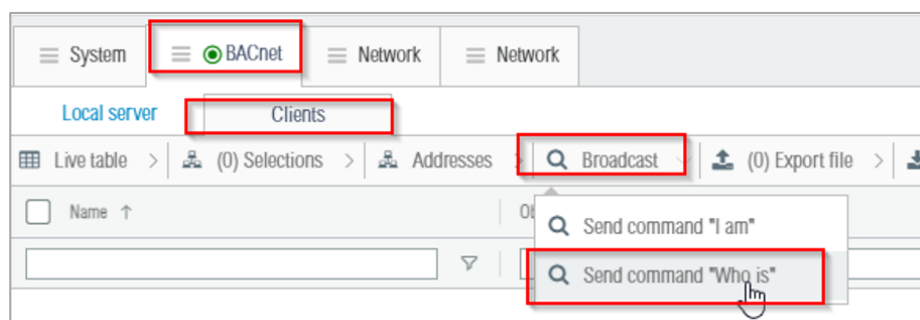 System BACnet Network Network
Local server Clients
Live table (0) Selections Addresses Broadcast (0) Export file
Name
Send command "I am"
Send command "Who is"